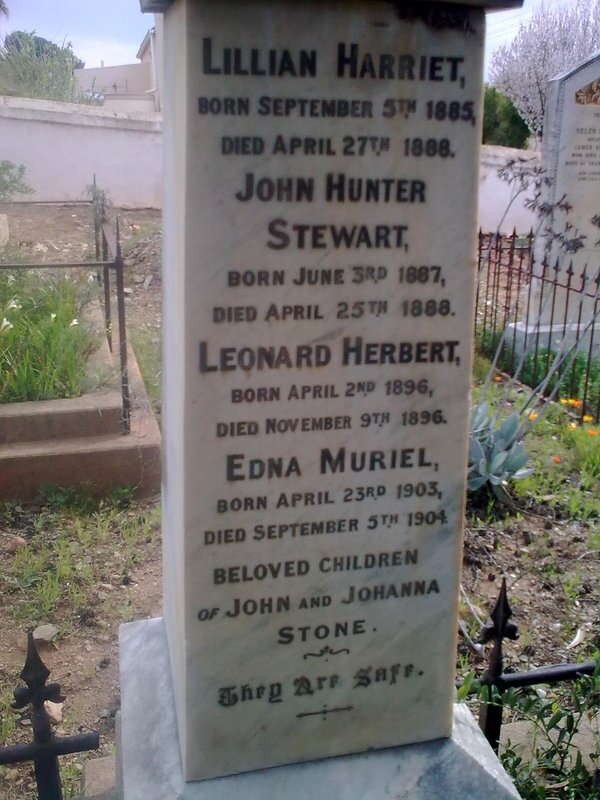 LILLIAN HARRIET,
BORN SEPTEMBER 5TH 1885,
DIED APRIL 27TH 1888.
JOHN HUNTER
STEWART,
BORN JUNE 3RD 1887,
DIED APRIL 25TH 1888.
LEONARD HERBERT,
BORN APRIL 2ND 1896,
DIED NOVEMBER 9TH 1896.
EDNA MURIEL,
BORN APRIL 23RD 1903,
DIED SEPTEMBER 5TH 1904
BELOVED CHILDREN
OF JOHN AND JOHANNA
STONE.
They Are Safe.